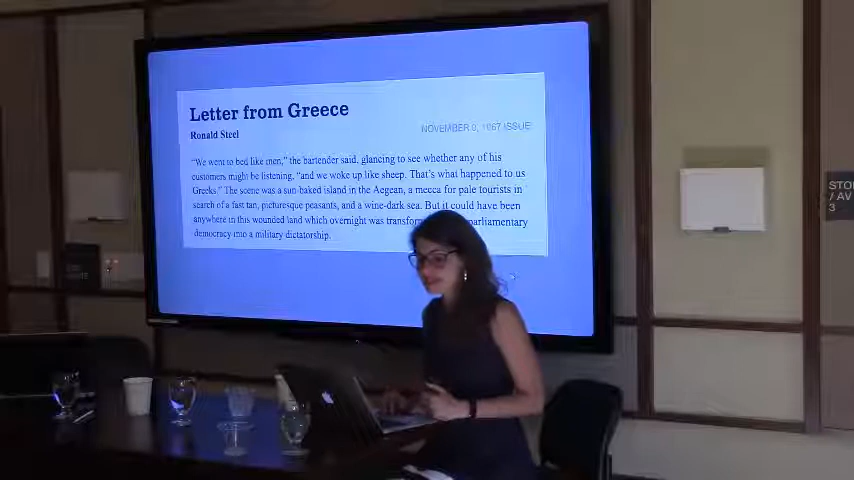 Letter from Greece
Ronald Steel
NOVEMBER 9, 1967 ISSUE
"We went to bed like men," the bartender said, glancing to see whether any of his
customers might be listening, "and we woke up like sheep. That's what happened to us
Greeks." The scene was a sun-baked island in the Aegean, a mecca for pale tourists in
search of a fast tan, picturesque peasants, and a wine-dark sea. But it could have been
anywhere in this wounded land which overnight was parliamentary
democracy into a military dictatorship.
STO
/ AV
3